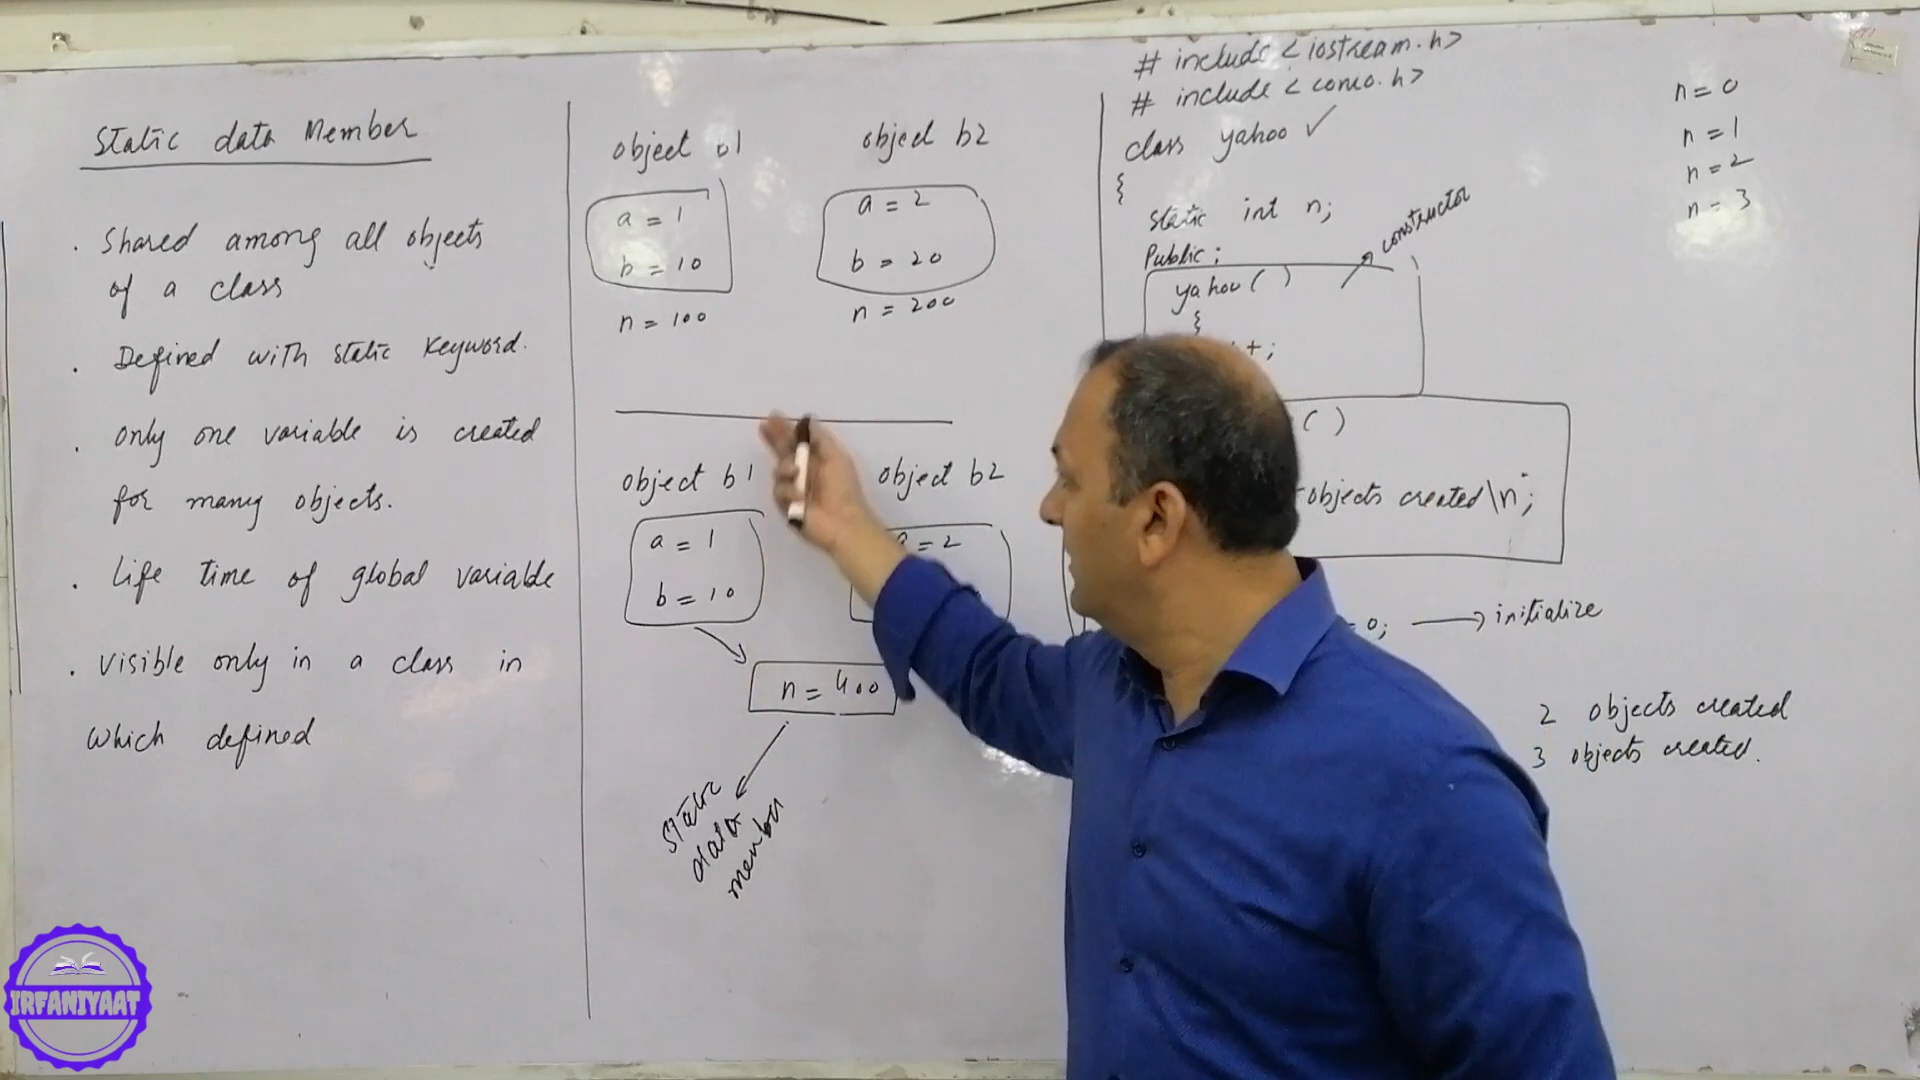 Static data Member
. Shared among all objects
of a class
. Defined with static keyword.
. only one variable is created
for many objects.
. Life time of global variable
. Visible only in a class in
which defined
object b1
a = 1
b = 10
n = 100
object b2
a = 2
b = 20
n = 200
object b1
a = 1
b = 10
object b2
a = 2
n = 400
static
data
member
# include < iostream.h>
# include < conio.h>
class yahoo ✓
{
static int n;
Public:
constructor
yahoo ( )
{
+;
( )
objects created\n";
= 0; → initialize
n = 0
n = 1
n = 2
n = 3
2 objects created
3 objects created.
IRFANIYAAT